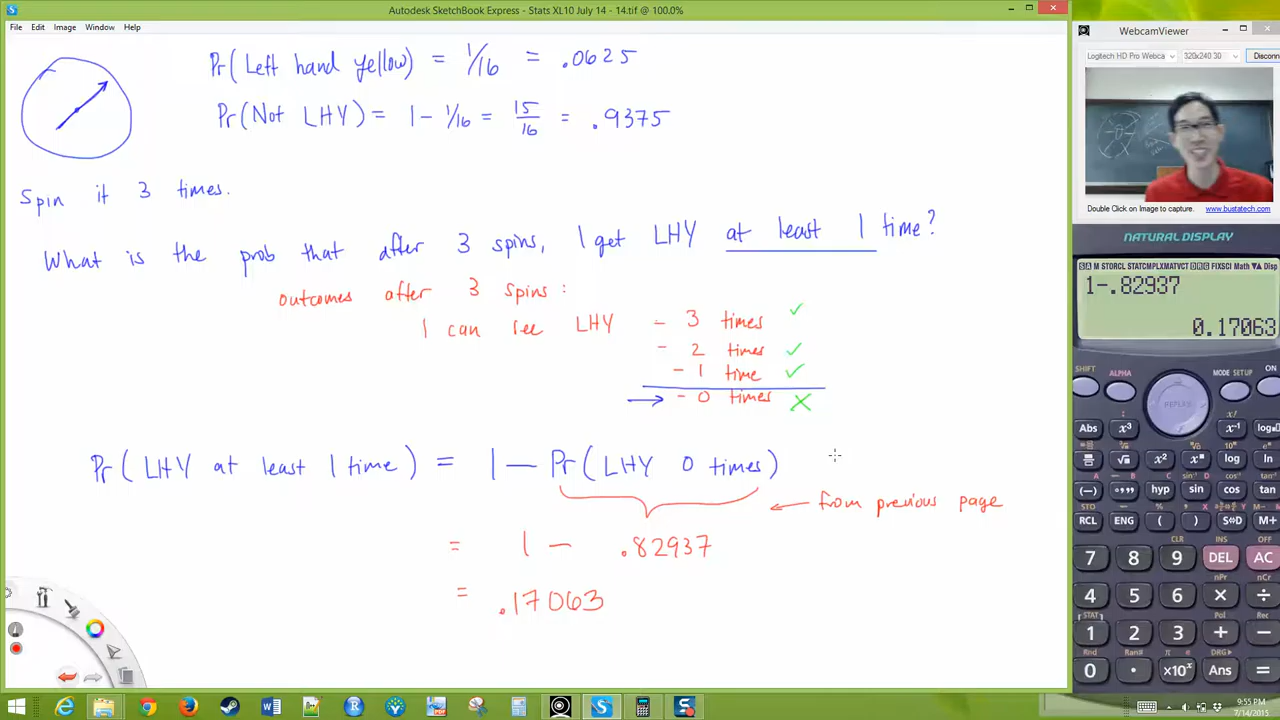 Autodesk SketchBook Express - Stats XL10 July 14 - 14.tif @ 100.0%
File Edit Image Window Help
Pr(Left hand yellow) = 1/16 = .0625
Pr(Not LHY) = 1 - 1/16 = 15/16 = .9375
Spin it 3 times.
What is the prob that after 3 spins, I get LHY at least 1 time?
outcomes after 3 spins:
I can see LHY - 3 times ✓
- 2 times ✓
- 1 time ✓
→ - 0 times X
Pr(LHY at least 1 time) = 1 - Pr(LHY 0 times)
← from previous page
= 1 - .82937
= .17063
WebcamViewer
Logitech HD Pro Webca 320x240 30 Disconn
Double Click on Image to capture. www.bustatech.com
NATURAL DISPLAY
1-.82937
0.17063
SHIFT ALPHA MODE SETUP ON
REPLAY
Abs x³ x⁻¹ log
x² xʸ log ln
(−) °,,, hyp sin cos tan
RCL ENG ( ) S⇔D M+
7 8 9 DEL AC
4 5 6 × ÷
1 2 3 + −
0 · ×10ˣ Ans =
9:55 PM
7/14/2015